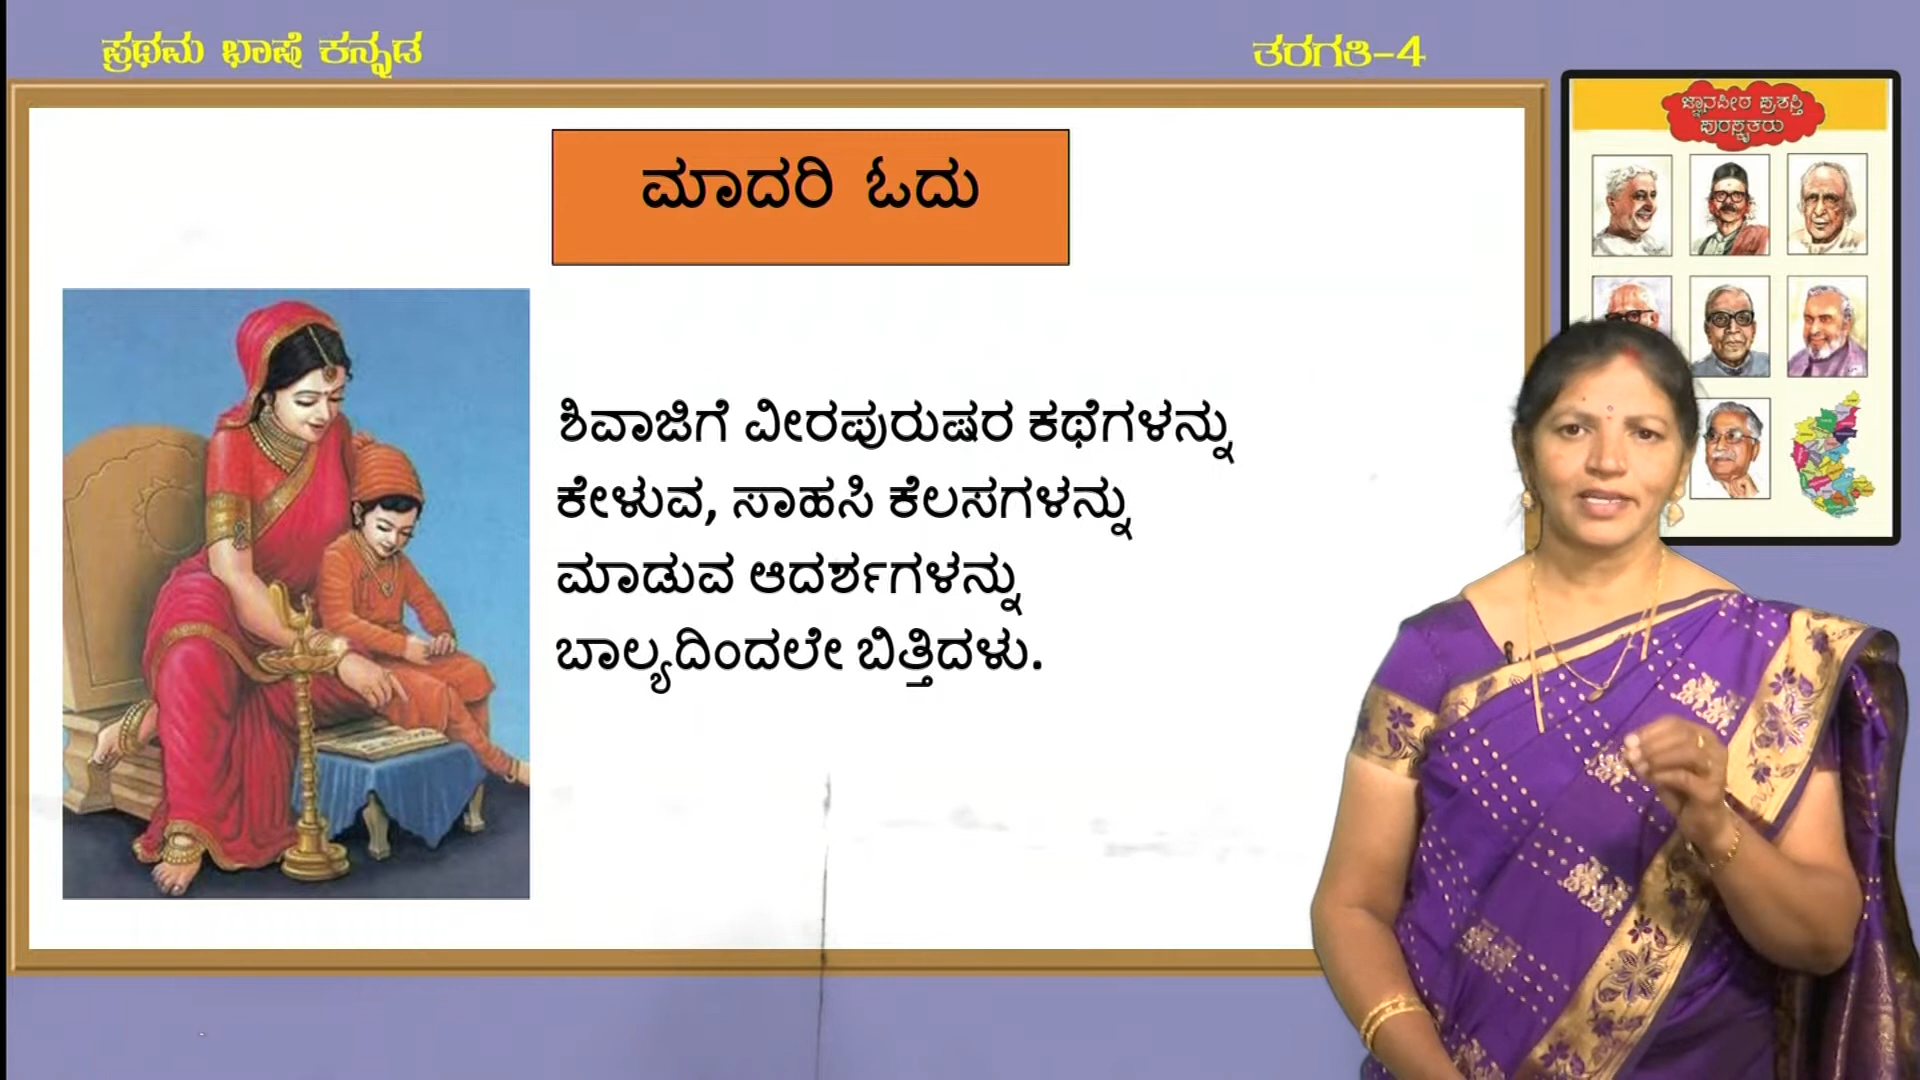 ಪ್ರಥಮ ಭಾಷೆ ಕನ್ನಡ
ತರಗತಿ-4
ಜ್ಞಾನಪೀಠ ಪ್ರಶಸ್ತಿ
ಪುರಸ್ಕೃತರು
ಮಾದರಿ ಓದು
ಶಿವಾಜಿಗೆ ವೀರಪುರುಷರ ಕಥೆಗಳನ್ನು
ಕೇಳುವ, ಸಾಹಸಿ ಕೆಲಸಗಳನ್ನು
ಮಾಡುವ ಆದರ್ಶಗಳನ್ನು
ಬಾಲ್ಯದಿಂದಲೇ ಬಿತ್ತಿದಳು.